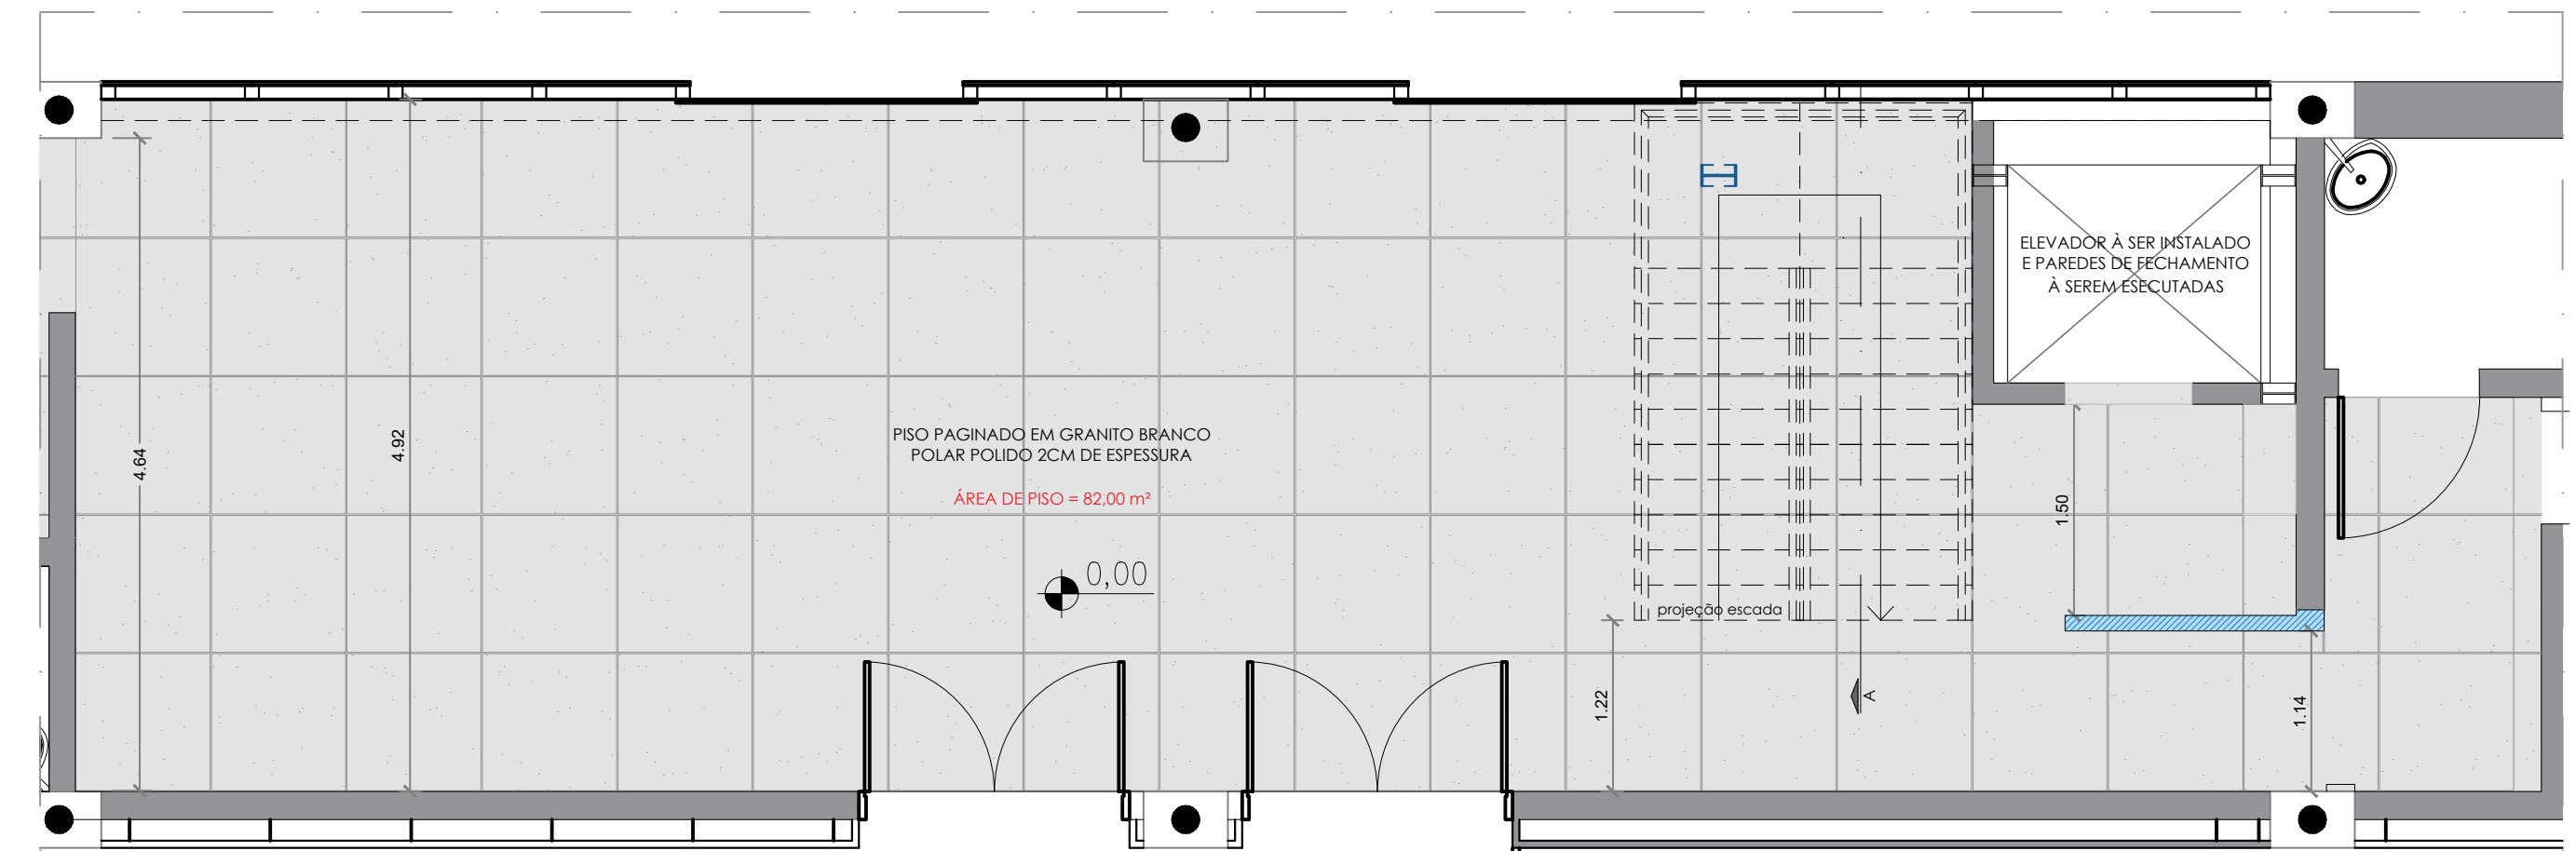 ELEVADOR À SER INSTALADO
E PAREDES DE FECHAMENTO
À SEREM ESECUTADAS
4.64
4.92
PISO PAGINADO EM GRANITO BRANCO
POLAR POLIDO 2CM DE ESPESSURA
ÁREA DE PISO = 82,00 m²
1.50
0,00
projeção escada
1.22
A
1.14